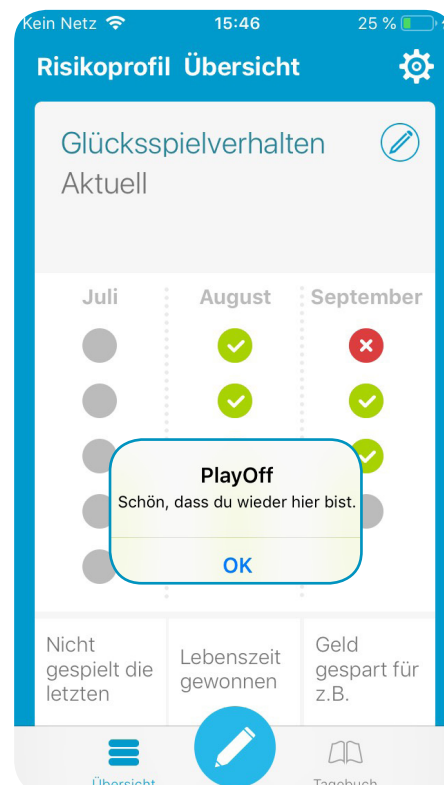 Kein Netz 15:46 25 %
Risikoprofil Übersicht
Glücksspielverhalten
Aktuell
Juli August September
PlayOff
Schön, dass du wieder hier bist.
OK
Nicht
gespielt die
letzten
Lebenszeit
gewonnen
Geld
gespart für
z.B.
Übersicht Tagebuch